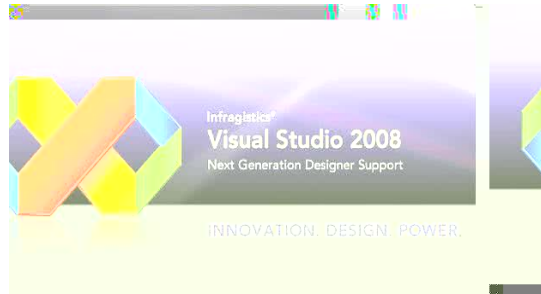 Infragistics®
Visual Studio 2008
Next Generation Designer Support
INNOVATION. DESIGN. POWER.